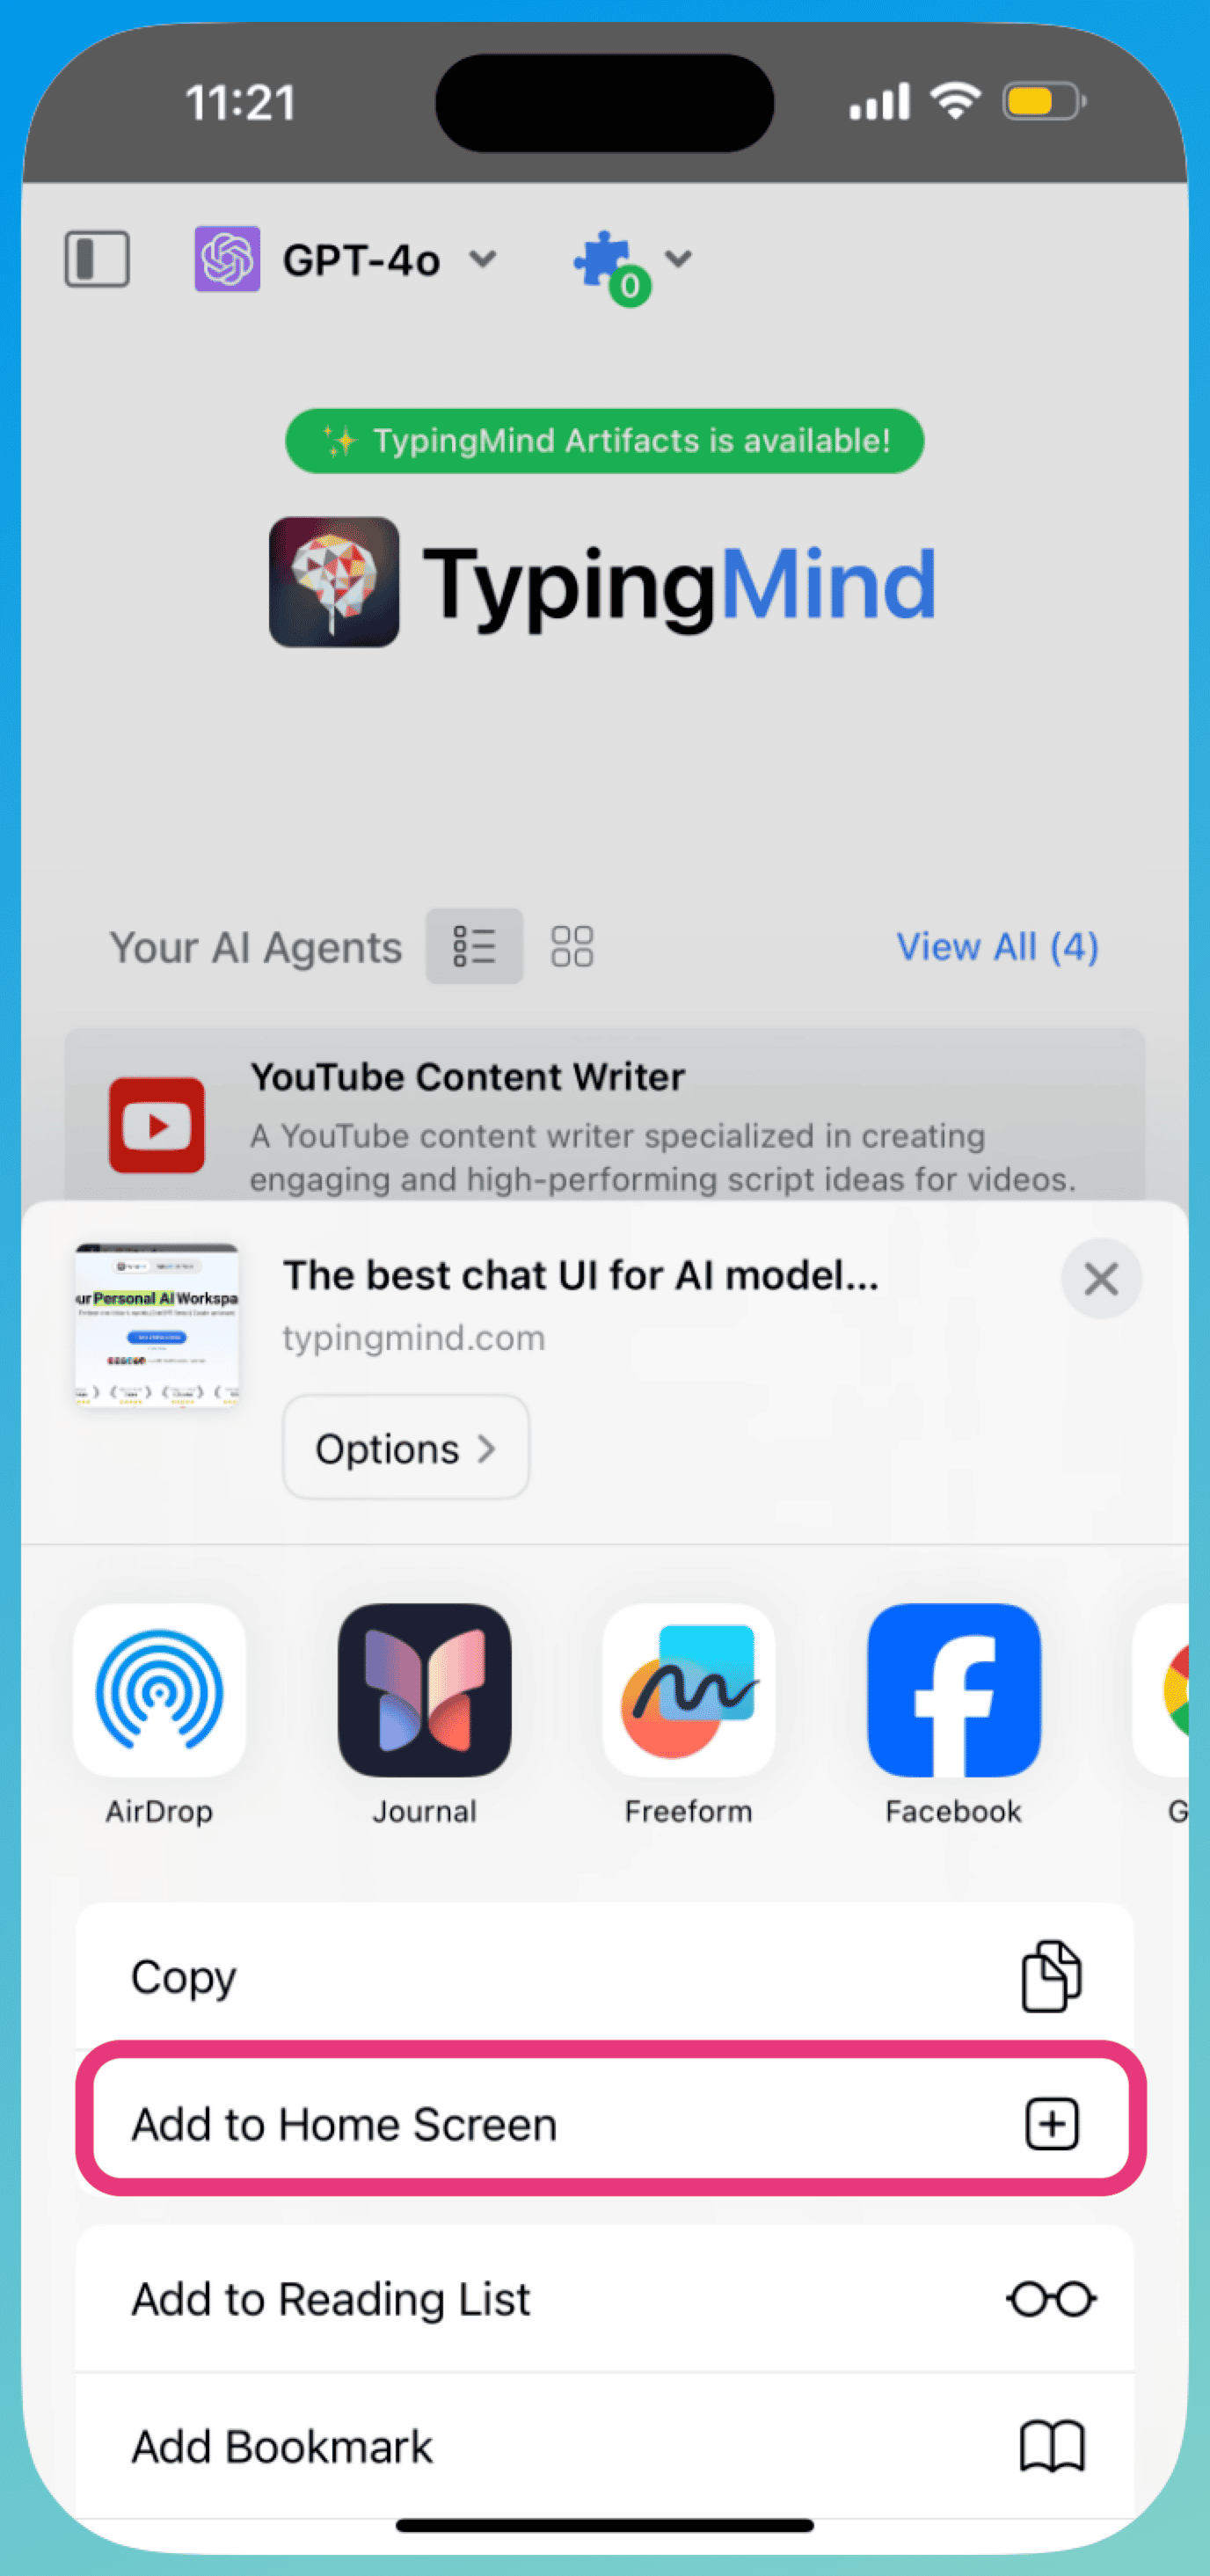 11:21
GPT-4o
0
TypingMind Artifacts is available!
TypingMind
Your AI Agents
View All (4)
YouTube Content Writer
A YouTube content writer specialized in creating
engaging and high-performing script ideas for videos.
The best chat UI for AI model...
ur Personal AI Workspa
typingmind.com
Options
AirDrop
Journal
Freeform
Facebook
G
Copy
Add to Home Screen
Add to Reading List
Add Bookmark